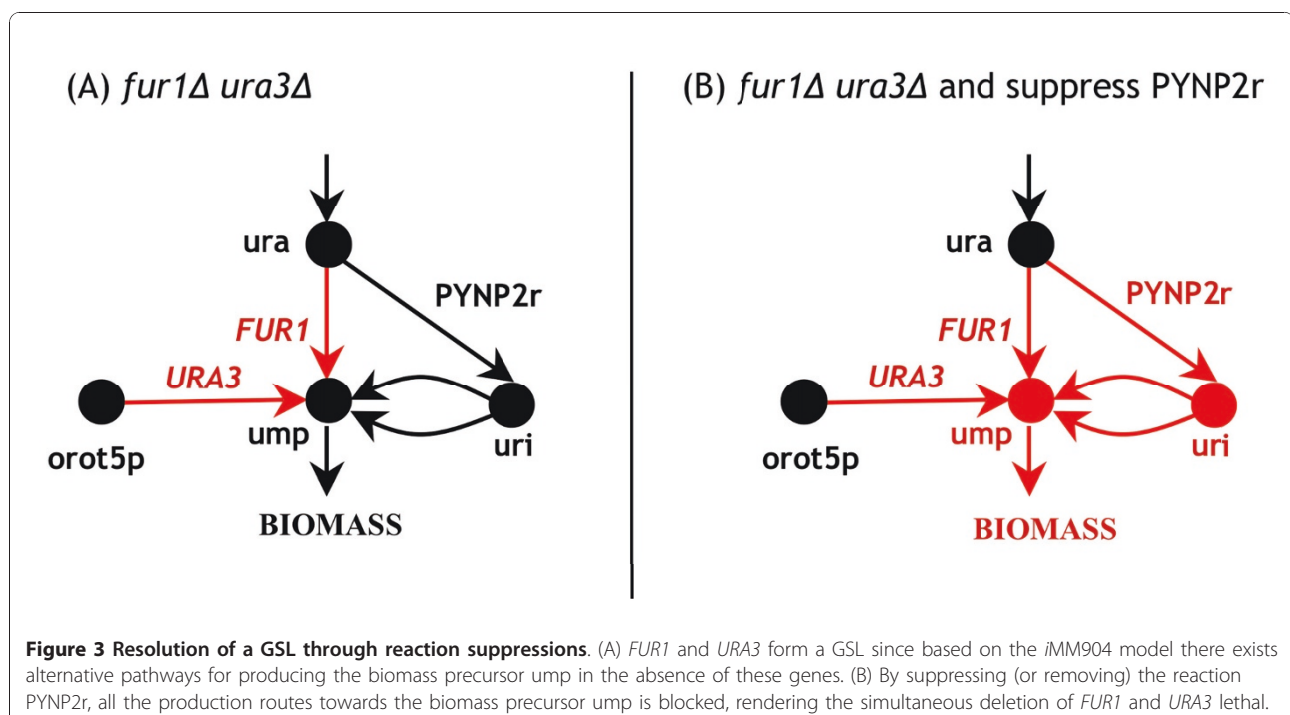 (A) fur1Δ ura3Δ
ura
PYNP2r
FUR1
URA3
orot5p
ump
uri
BIOMASS
(B) fur1Δ ura3Δ and suppress PYNP2r
ura
PYNP2r
FUR1
URA3
orot5p
ump
uri
BIOMASS
Figure 3 Resolution of a GSL through reaction suppressions. (A) FUR1 and URA3 form a GSL since based on the iMM904 model there exists
alternative pathways for producing the biomass precursor ump in the absence of these genes. (B) By suppressing (or removing) the reaction
PYNP2r, all the production routes towards the biomass precursor ump is blocked, rendering the simultaneous deletion of FUR1 and URA3 lethal.